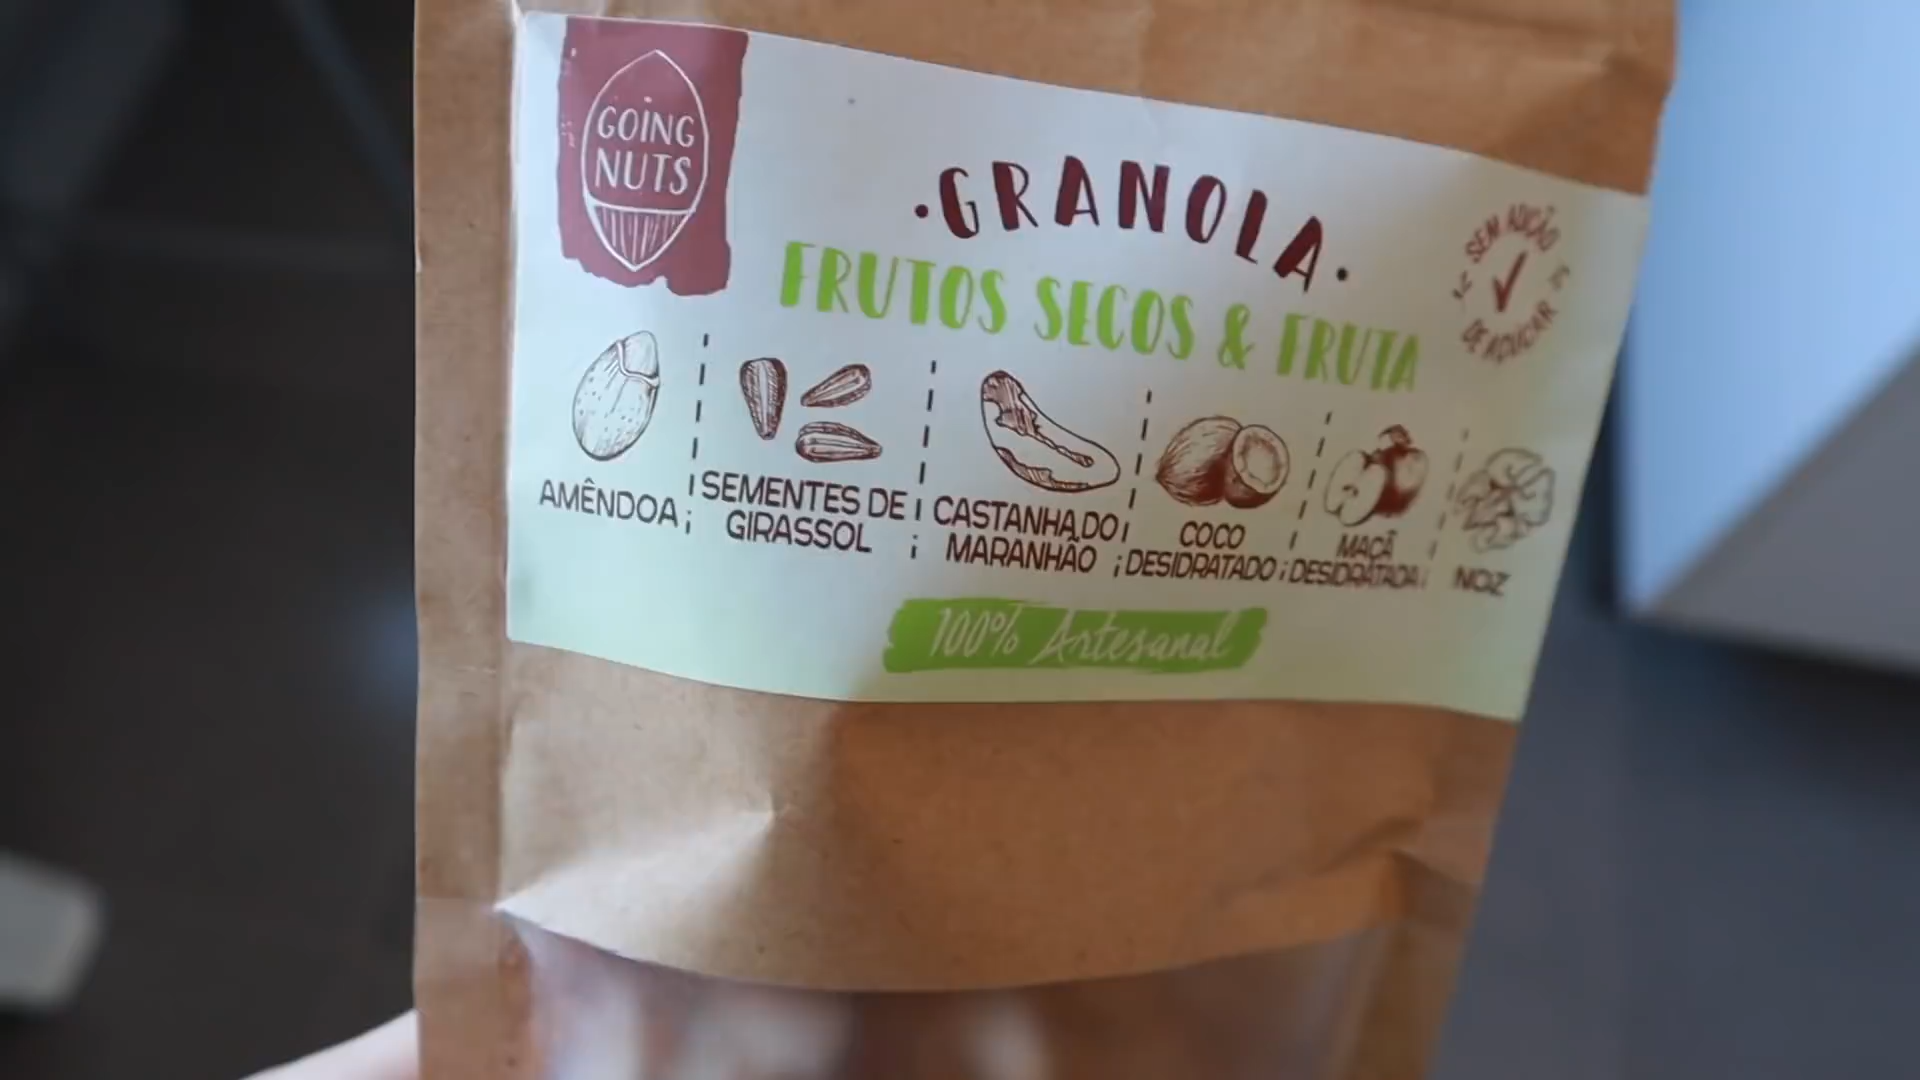 GOING
NUTS
·GRANOLA·
FRUTOS SECOS & FRUTA
SEM ADIÇÃO
DE AÇÚCAR
AMÊNDOA
SEMENTES DE
GIRASSOL
CASTANHA DO
MARANHÃO
COCO
DESIDRATADO
MAÇÃ
DESIDRATADA
NOZ
100% Artesanal